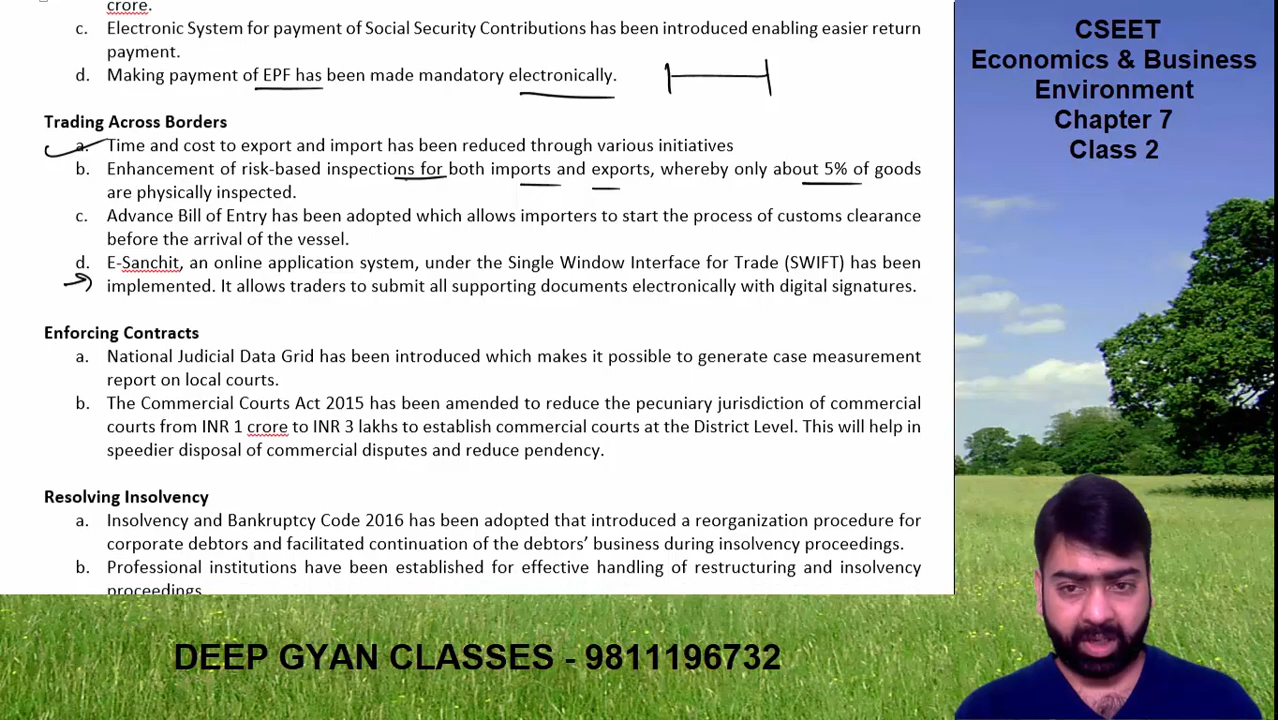 crore.
c. Electronic System for payment of Social Security Contributions has been introduced enabling easier return
payment.
d. Making payment of EPF has been made mandatory electronically.
Trading Across Borders
a. Time and cost to export and import has been reduced through various initiatives
b. Enhancement of risk-based inspections for both imports and exports, whereby only about 5% of goods
are physically inspected.
c. Advance Bill of Entry has been adopted which allows importers to start the process of customs clearance
before the arrival of the vessel.
d. E-Sanchit, an online application system, under the Single Window Interface for Trade (SWIFT) has been
implemented. It allows traders to submit all supporting documents electronically with digital signatures.
Enforcing Contracts
a. National Judicial Data Grid has been introduced which makes it possible to generate case measurement
report on local courts.
b. The Commercial Courts Act 2015 has been amended to reduce the pecuniary jurisdiction of commercial
courts from INR 1 crore to INR 3 lakhs to establish commercial courts at the District Level. This will help in
speedier disposal of commercial disputes and reduce pendency.
Resolving Insolvency
a. Insolvency and Bankruptcy Code 2016 has been adopted that introduced a reorganization procedure for
corporate debtors and facilitated continuation of the debtors' business during insolvency proceedings.
b. Professional institutions have been established for effective handling of restructuring and insolvency
proceedings.
CSEET
Economics & Business
Environment
Chapter 7
Class 2
DEEP GYAN CLASSES - 9811196732